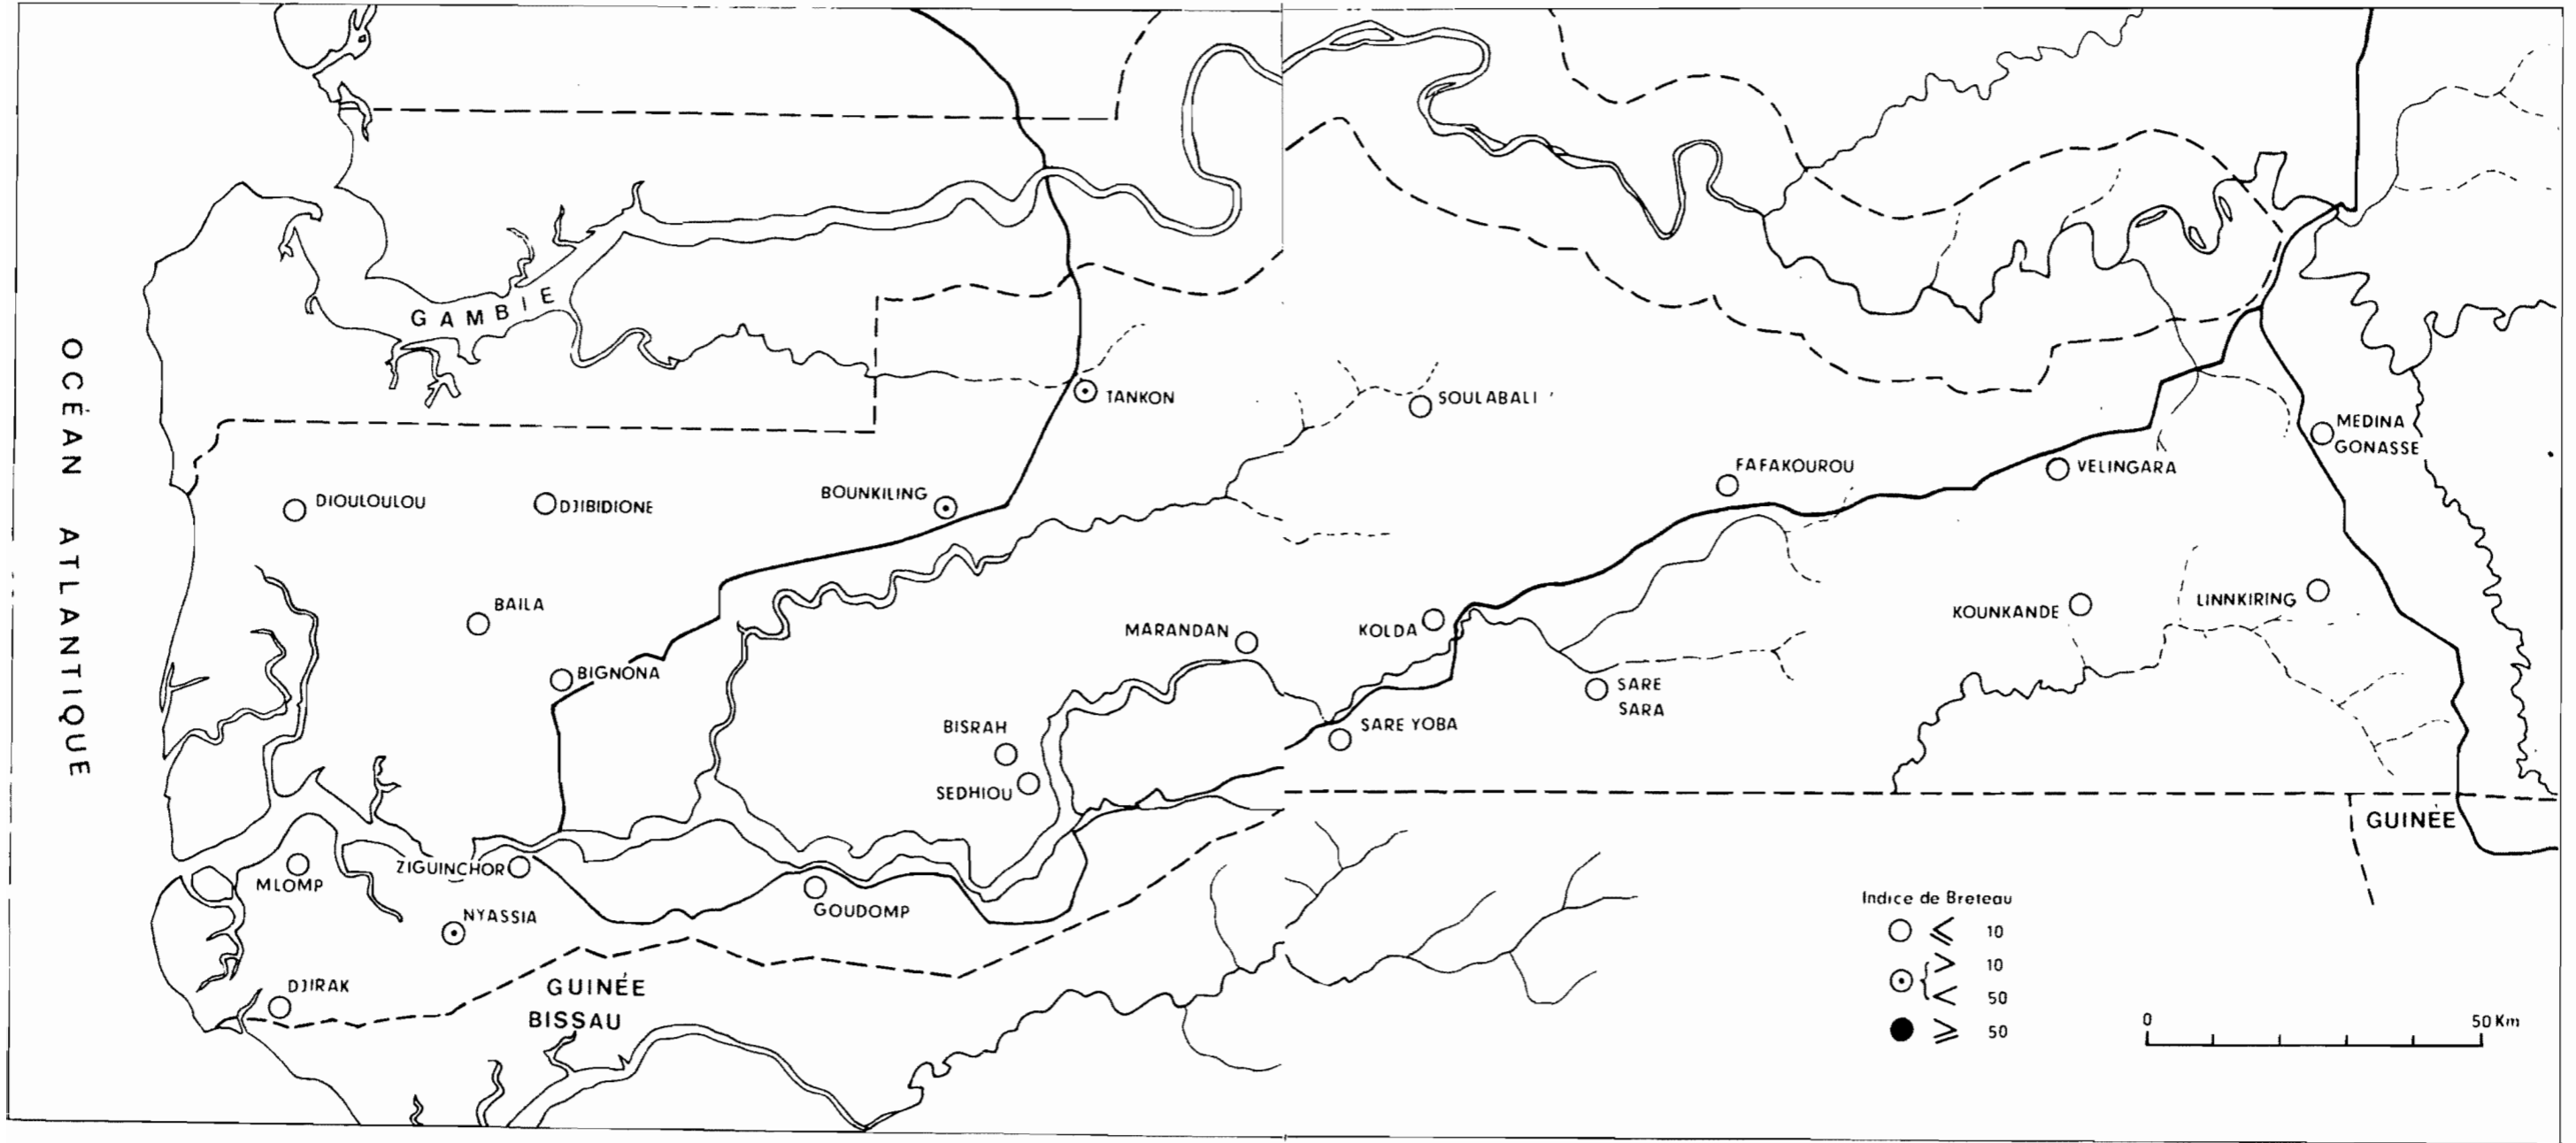 OCÉAN ATLANTIQUE
GAMBIE
TANKON
SOULABALI
MEDINA
GONASSE
FAFAKOUROU
VELINGARA
DIOULOULOU
DJIBIDIONE
BOUNKILING
BAILA
MARANDAN
KOLDA
KOUNKANDE
LINNKIRING
BIGNONA
SARE
SARA
BISRAH
SARE YOBA
SEDHIOU
GUINÉE
ZIGUINCHOR
MLOMP
NYASSIA
GOUDOMP
DJIRAK
GUINÉE
BISSAU
Indice de Breteau
⩽ 10
> 10
< 50
⩾ 50
0 50 Km